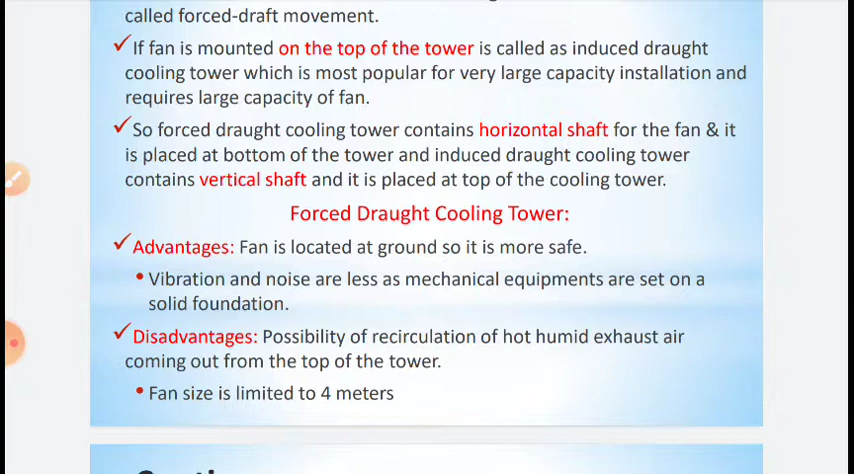 called forced-draft movement.
✓If fan is mounted on the top of the tower is called as induced draught
cooling tower which is most popular for very large capacity installation and
requires large capacity of fan.
✓So forced draught cooling tower contains horizontal shaft for the fan & it
is placed at bottom of the tower and induced draught cooling tower
contains vertical shaft and it is placed at top of the cooling tower.
Forced Draught Cooling Tower:
✓Advantages: Fan is located at ground so it is more safe.
•Vibration and noise are less as mechanical equipments are set on a
solid foundation.
✓Disadvantages: Possibility of recirculation of hot humid exhaust air
coming out from the top of the tower.
•Fan size is limited to 4 meters